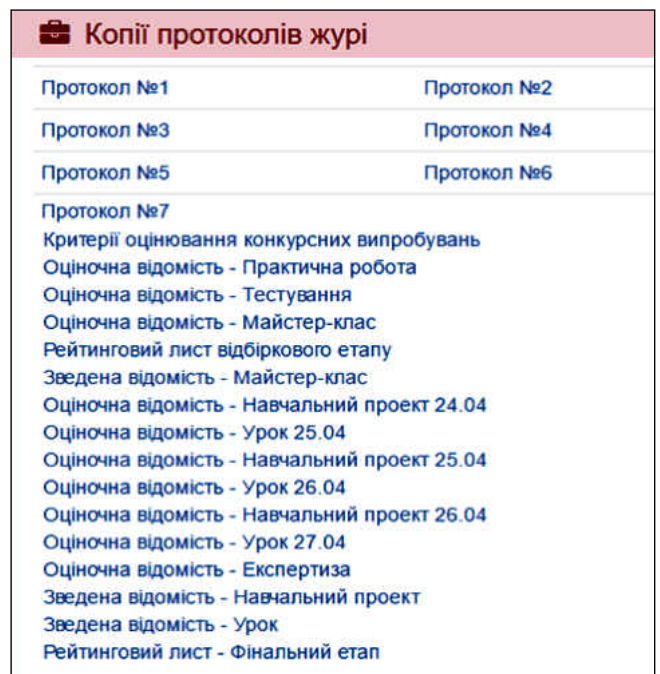 Копії протоколів журі
Протокол №1 Протокол №2
Протокол №3 Протокол №4
Протокол №5 Протокол №6
Протокол №7
Критерії оцінювання конкурсних випробувань
Оціночна відомість - Практична робота
Оціночна відомість - Тестування
Оціночна відомість - Майстер-клас
Рейтинговий лист відбіркового етапу
Зведена відомість - Майстер-клас
Оціночна відомість - Навчальний проект 24.04
Оціночна відомість - Урок 25.04
Оціночна відомість - Навчальний проект 25.04
Оціночна відомість - Урок 26.04
Оціночна відомість - Навчальний проект 26.04
Оціночна відомість - Урок 27.04
Оціночна відомість - Експертиза
Зведена відомість - Навчальний проект
Зведена відомість - Урок
Рейтинговий лист - Фінальний етап